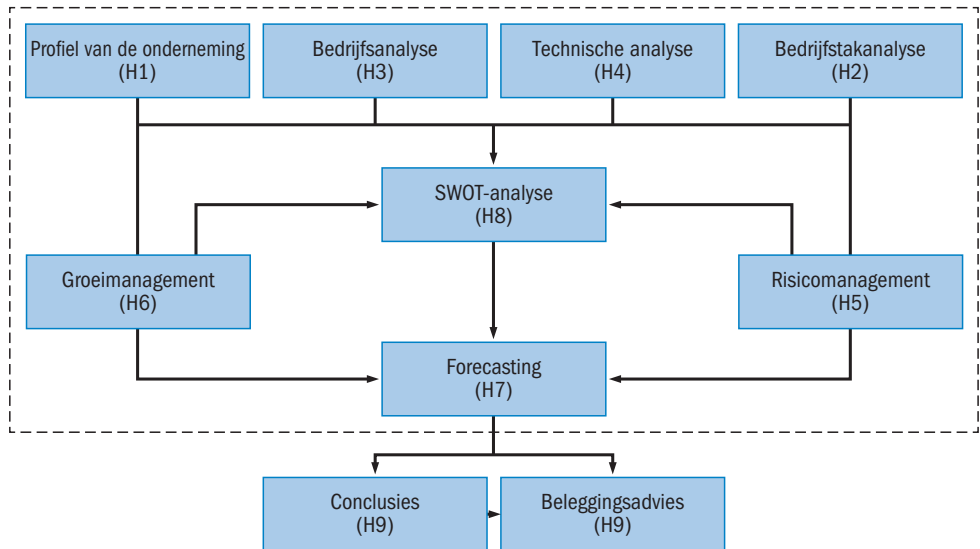 Profiel van de onderneming
(H1)
Bedrijfsanalyse
(H3)
Technische analyse
(H4)
Bedrijfstakanalyse
(H2)
SWOT-analyse
(H8)
Groeimanagement
(H6)
Risicomanagement
(H5)
Forecasting
(H7)
Conclusies
(H9)
Beleggingsadvies
(H9)